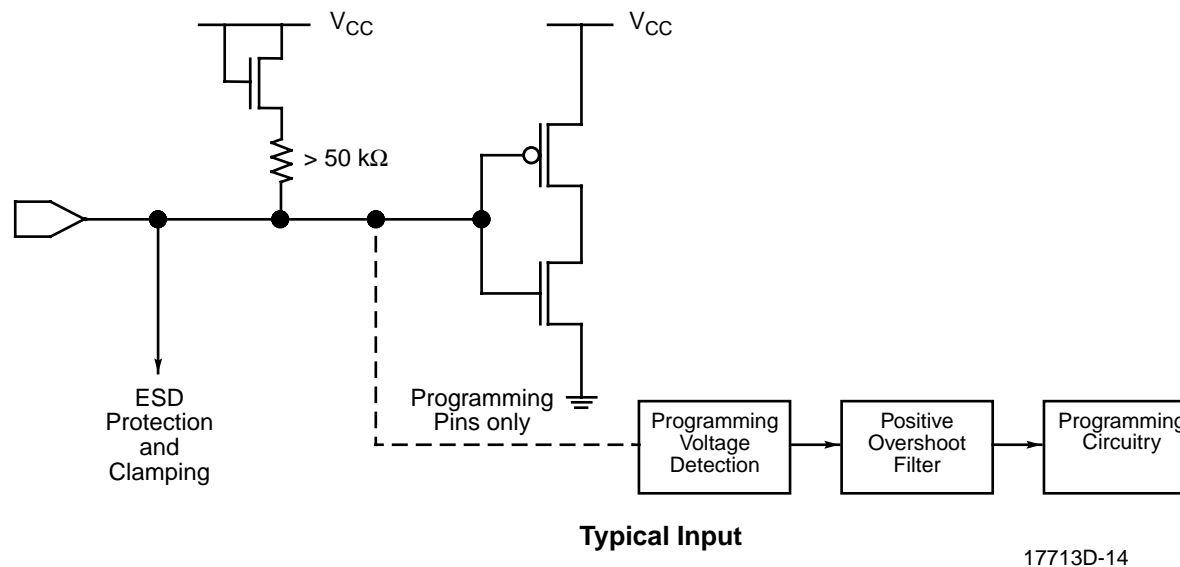 VCC
VCC
> 50 kΩ
ESD
Protection
and
Clamping
Programming
Pins only
Programming
Voltage
Detection
Positive
Overshoot
Filter
Programming
Circuitry
Typical Input
17713D-14